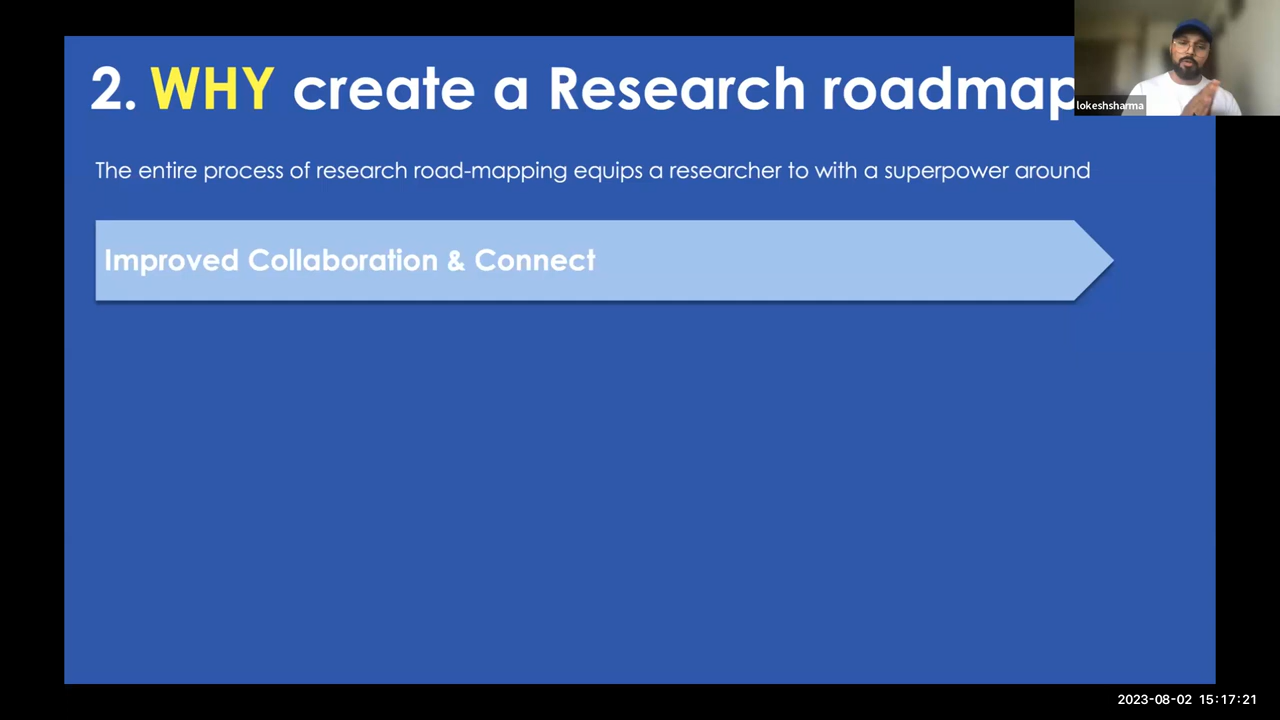 2. WHY create a Research roadmap
lokeshsharma
The entire process of research road-mapping equips a researcher to with a superpower around
Improved Collaboration & Connect
2023-08-02 15:17:21